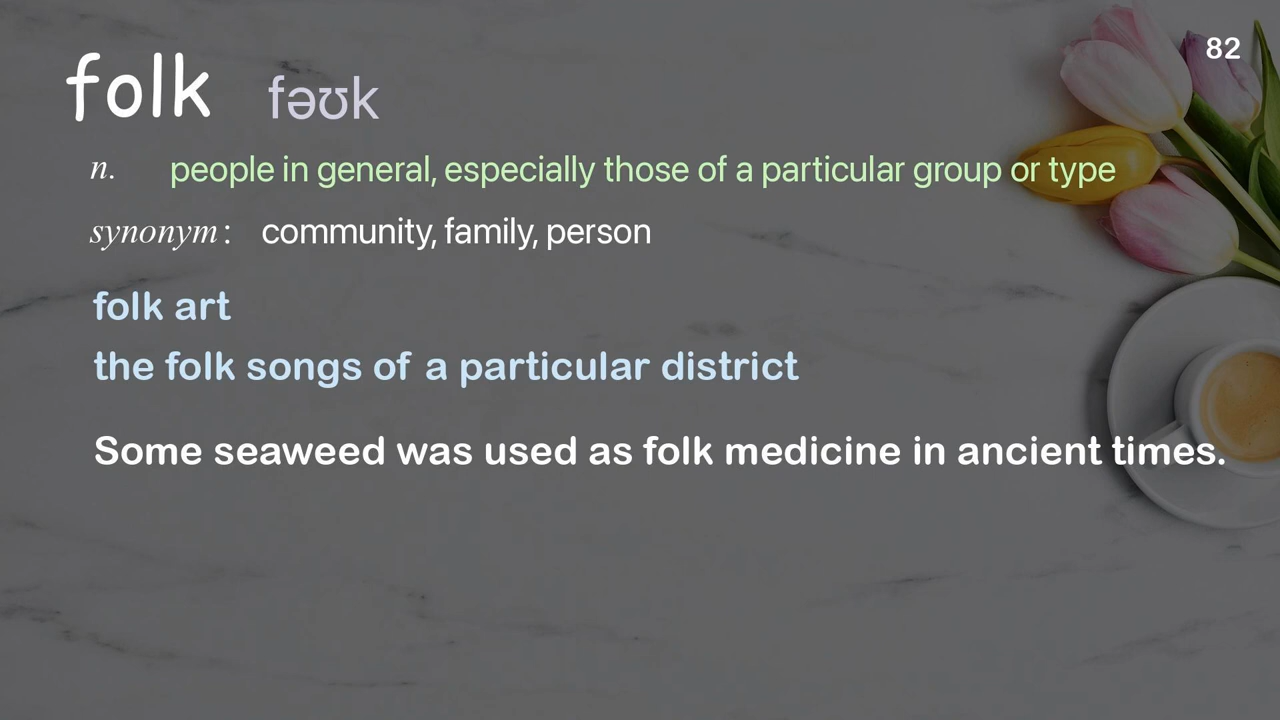 82
folk fəʊk
n. people in general, especially those of a particular group or type
synonym: community, family, person
folk art
the folk songs of a particular district
Some seaweed was used as folk medicine in ancient times.